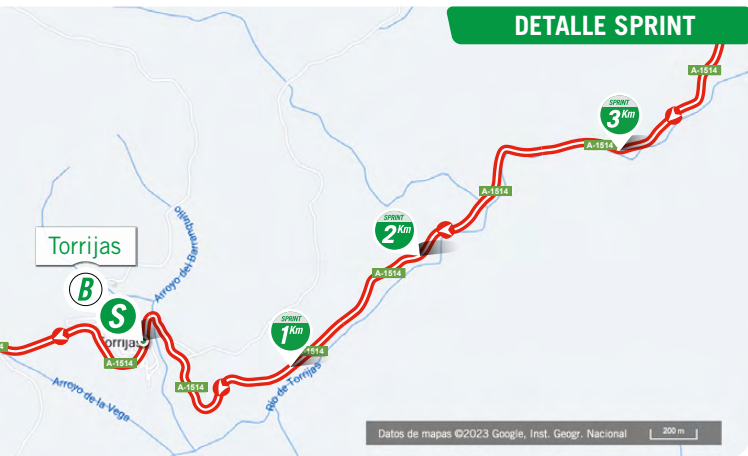 DETALLE SPRINT
A-1514
SPRINT
3Km
A-1514
A-1514
SPRINT
2Km
Arroyo del Barranquillo
Torrijas
A-1514
B
S
SPRINT
1Km
Torrijas
A-1514
A-1514
Río de Torrijas
Arroyo de la Vega
Datos de mapas ©2023 Google, Inst. Geogr. Nacional
200 m